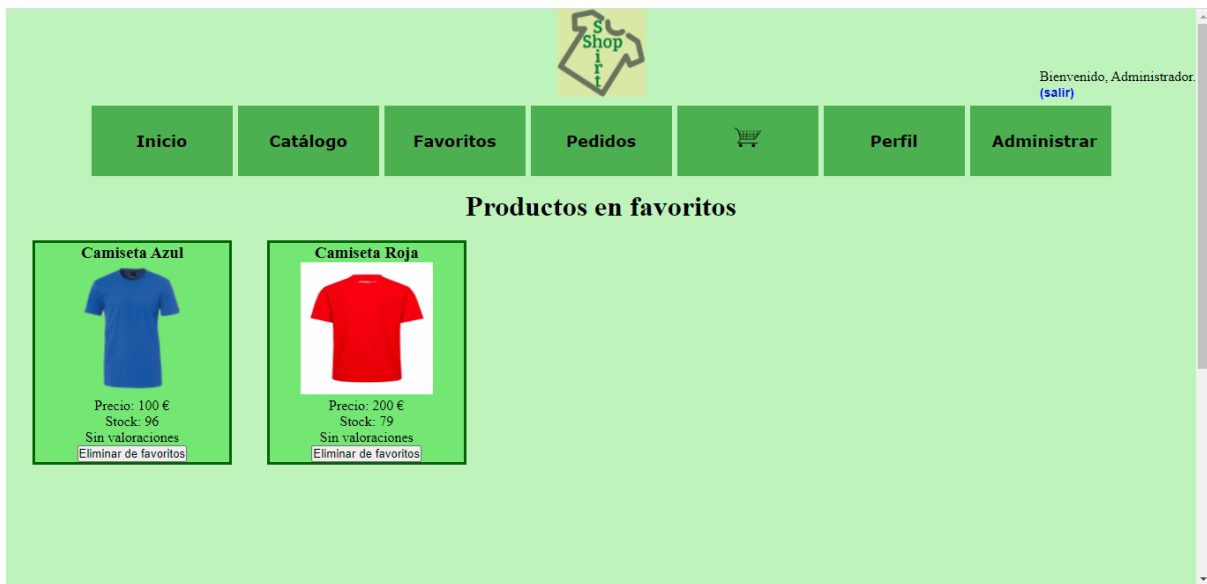 S
Shop
i
r
t
Bienvenido, Administrador.
(salir)
Inicio
Catálogo
Favoritos
Pedidos
Perfil
Administrar
Productos en favoritos
Camiseta Azul
Precio: 100 €
Stock: 96
Sin valoraciones
Eliminar de favoritos
Camiseta Roja
Precio: 200 €
Stock: 79
Sin valoraciones
Eliminar de favoritos